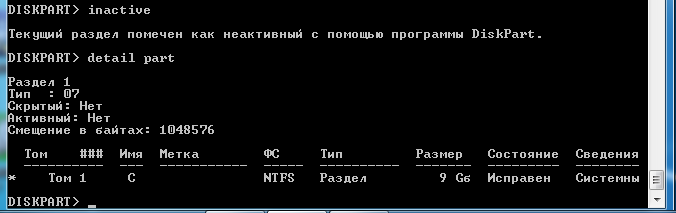 DISKPART> inactive
Текущий раздел помечен как неактивный с помощью программы DiskPart.
DISKPART> detail part
Раздел 1
Тип  : 07
Скрытый: Нет
Активный: Нет
Смещение в байтах: 1048576
Том    ###  Имя  Метка        ФС     Тип         Размер   Состояние  Сведения
----------  ---  -----------  -----  ----------  -------  ---------  --------
*     Том 1     C                NTFS   Раздел         9 Gб  Исправен   Системны
DISKPART> _